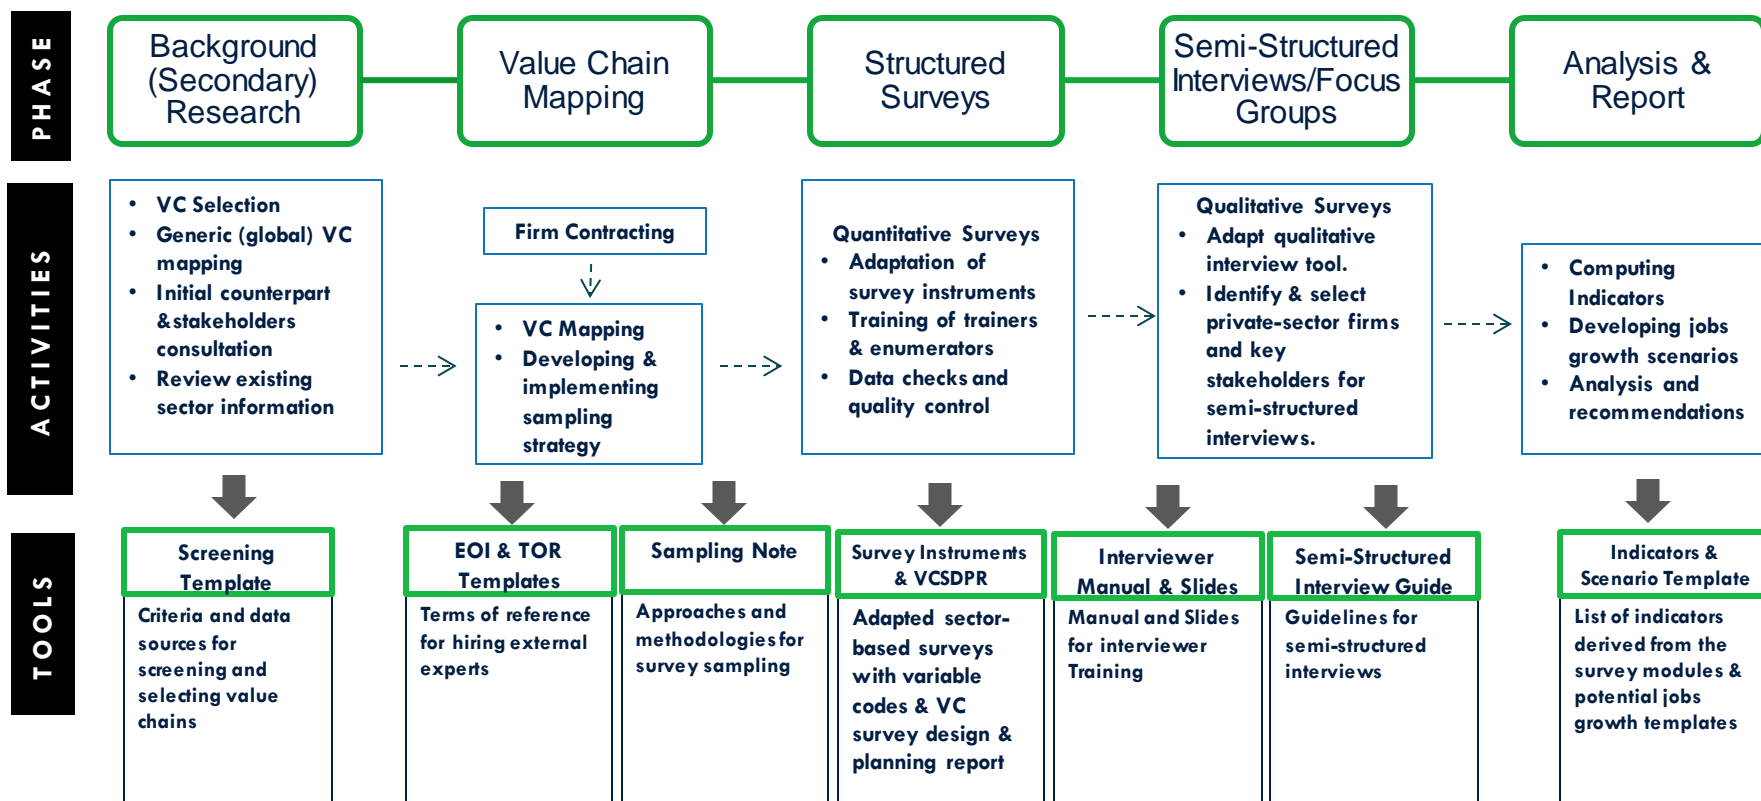 PHASE
Background
(Secondary)
Research
Value Chain
Mapping
Structured
Surveys
Semi-Structured
Interviews/Focus
Groups
Analysis &
Report
ACTIVITIES
• VC Selection
• Generic (global) VC
mapping
• Initial counterpart
&stakeholders
consultation
• Review existing
sector information
Firm Contracting
• VC Mapping
• Developing &
implementing
sampling
strategy
Quantitative Surveys
• Adaptation of
survey instruments
• Training of trainers
& enumerators
• Data checks and
quality control
Qualitative Surveys
• Adapt qualitative
interview tool.
• Identify & select
private-sector firms
and key
stakeholders for
semi-structured
interviews.
• Computing
Indicators
• Developing jobs
growth scenarios
• Analysis and
recommendations
TOOLS
Screening
Template
Criteria and data
sources for
screening and
selecting value
chains
EOI & TOR
Templates
Terms of reference
for hiring external
experts
Sampling Note
Approaches and
methodologies for
survey sampling
Survey Instruments
& VCSDPR
Adapted sector-
based surveys
with variable
codes & VC
survey design &
planning report
Interviewer
Manual & Slides
Manual and Slides
for interviewer
Training
Semi-Structured
Interview Guide
Guidelines for
semi-structured
interviews
Indicators &
Scenario Template
List of indicators
derived from the
survey modules &
potential jobs
growth templates